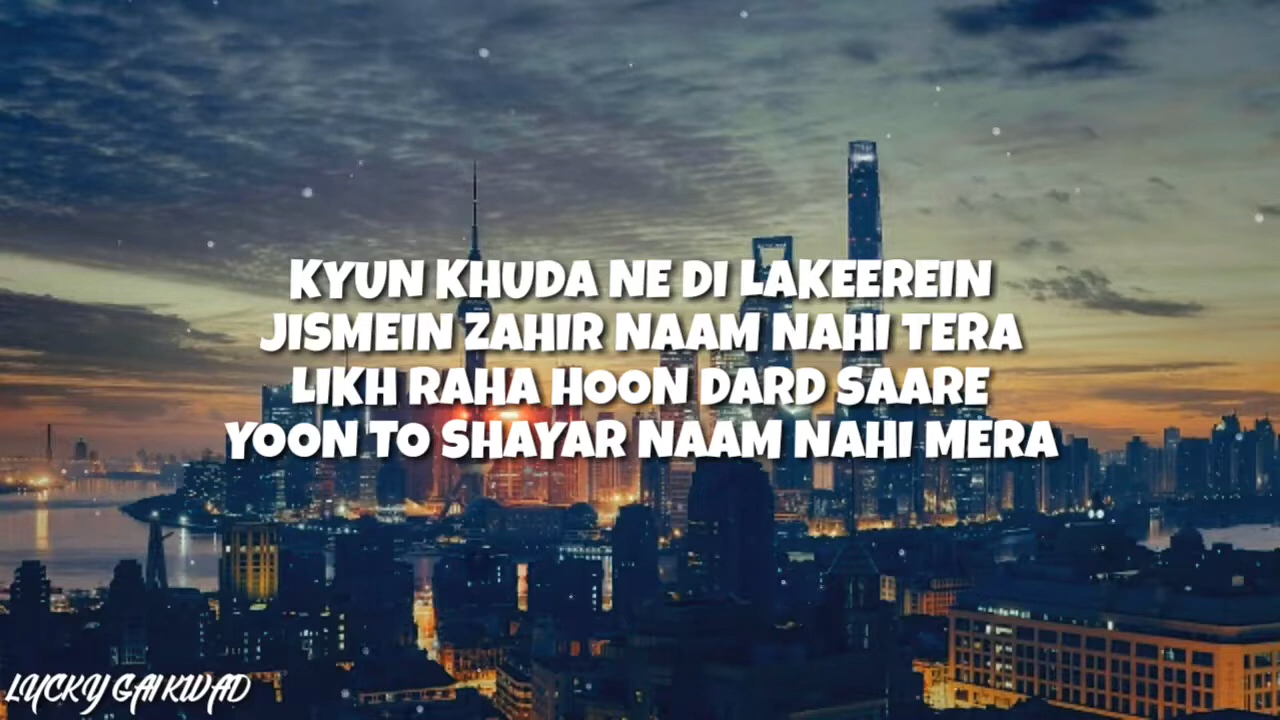 KYUN KHUDA NE DI LAKEEREIN
JISMEIN ZAHIR NAAM NAHI TERA
LIKH RAHA HOON DARD SAARE
YOON TO SHAYAR NAAM NAHI MERA
LUCKY GAIKWAD